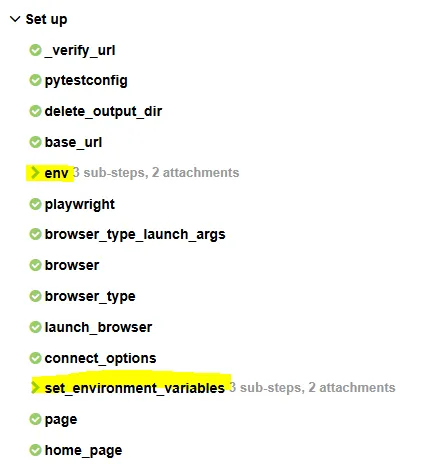 Set up
_verify_url
pytestconfig
delete_output_dir
base_url
env 3 sub-steps, 2 attachments
playwright
browser_type_launch_args
browser
browser_type
launch_browser
connect_options
set_environment_variables 3 sub-steps, 2 attachments
page
home_page